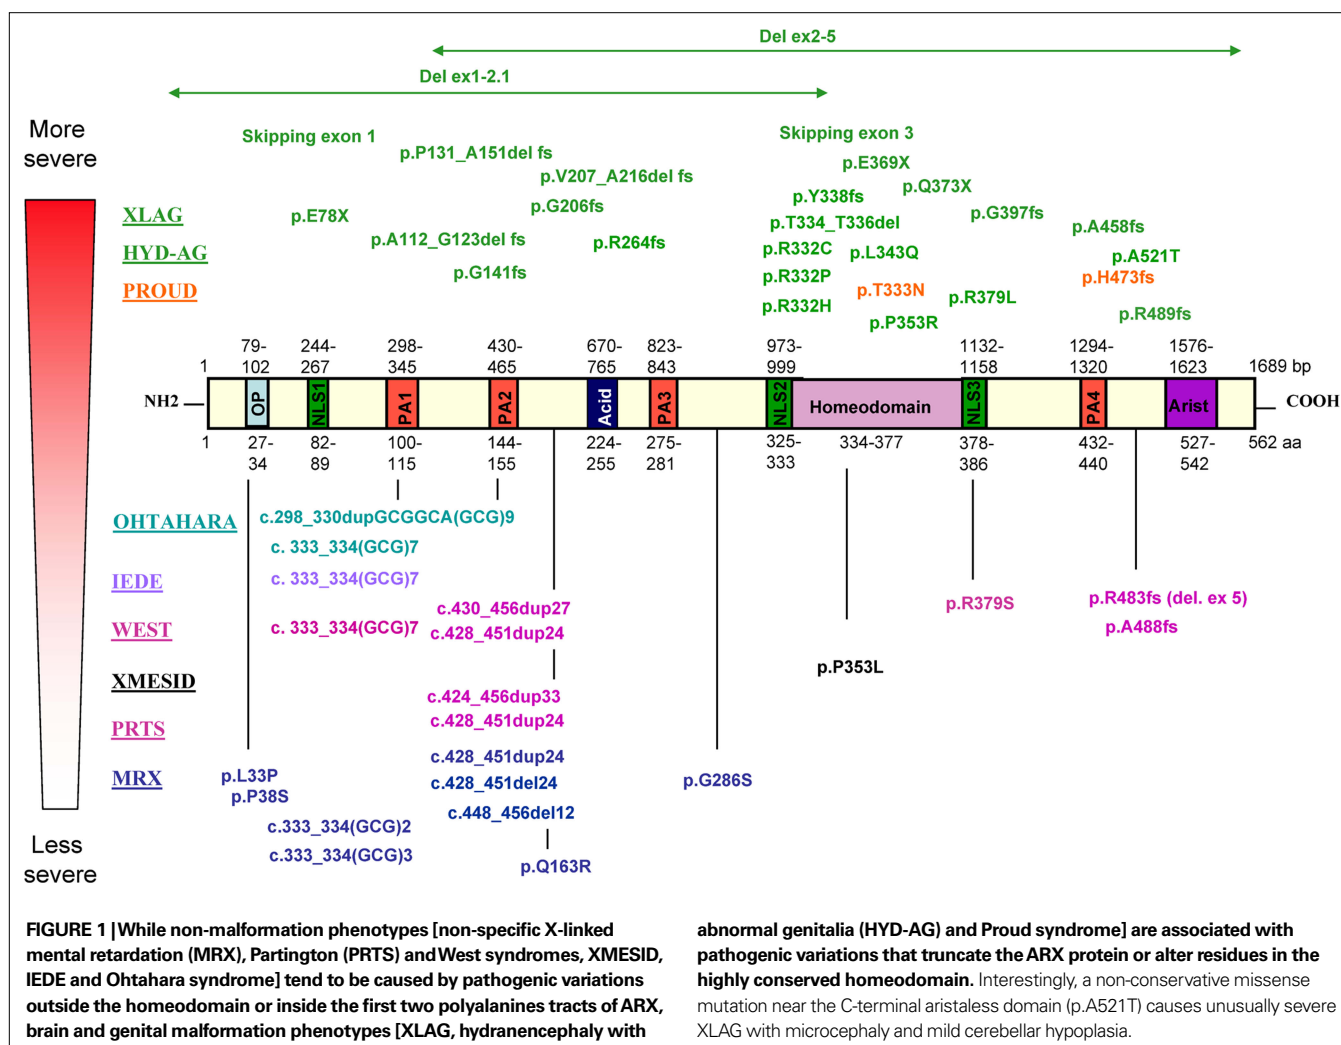 Del ex2-5
Del ex1-2.1
More
severe
Skipping exon 1
Skipping exon 3
p.P131_A151del fs
p.E369X
p.V207_A216del fs
p.Q373X
p.Y338fs
XLAG
p.E78X
p.G206fs
p.T334_T336del
p.G397fs
p.A458fs
p.A112_G123del fs
p.R264fs
HYD-AG
p.R332C
p.L343Q
p.A521T
p.G141fs
p.R332P
p.H473fs
PROUD
p.T333N
p.R379L
p.R332H
p.R489fs
p.P353R
1
79-
102
244-
267
298-
345
430-
465
670-
765
823-
843
973-
999
1132-
1158
1294-
1320
1576-
1623
1689 bp
NH2
OP
NLS1
PA1
PA2
Acid
PA3
NLS2
Homeodomain
NLS3
PA4
Arist
COOH
1
27-
34
82-
89
100-
115
144-
155
224-
255
275-
281
325-
333
334-377
378-
386
432-
440
527-
542
562 aa
OHTAHARA
c.298_330dupGCGGCA(GCG)9
c. 333_334(GCG)7
IEDE
c. 333_334(GCG)7
c.430_456dup27
p.R379S
p.R483fs (del. ex 5)
WEST
c. 333_334(GCG)7
c.428_451dup24
p.A488fs
p.P353L
XMESID
c.424_456dup33
PRTS
c.428_451dup24
c.428_451dup24
MRX
p.L33P
c.428_451del24
p.G286S
p.P38S
c.448_456del12
c.333_334(GCG)2
c.333_334(GCG)3
p.Q163R
Less
severe
FIGURE 1 | While non-malformation phenotypes [non-specific X-linked
mental retardation (MRX), Partington (PRTS) and West syndromes, XMESID,
IEDE and Ohtahara syndrome] tend to be caused by pathogenic variations
outside the homeodomain or inside the first two polyalanines tracts of ARX,
brain and genital malformation phenotypes [XLAG, hydranencephaly with
abnormal genitalia (HYD-AG) and Proud syndrome] are associated with
pathogenic variations that truncate the ARX protein or alter residues in the
highly conserved homeodomain. Interestingly, a non-conservative missense
mutation near the C-terminal aristaless domain (p.A521T) causes unusually severe
XLAG with microcephaly and mild cerebellar hypoplasia.